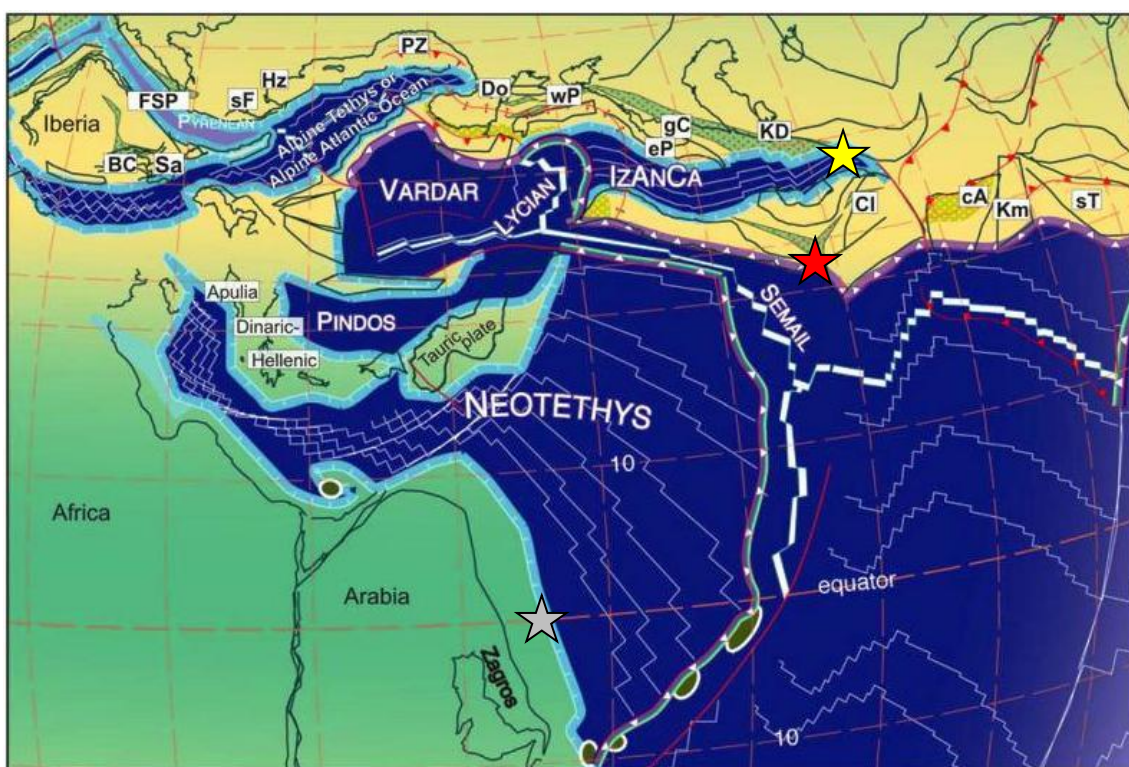 PZ
Hz
Do
wP
FSP
sF
PYRENEAN
Alpine Tethys or
Alpine Atlantic Ocean
Iberia
gC
KD
BC
Sa
eP
IZANCA
VARDAR
LYCIAN
CI
cA
Km
sT
Apulia
PINDOS
SEMAIL
Dinaric-
Hellenic
Tauric
plate
NEOTETHYS
10
Africa
Arabia
equator
Zagros
10